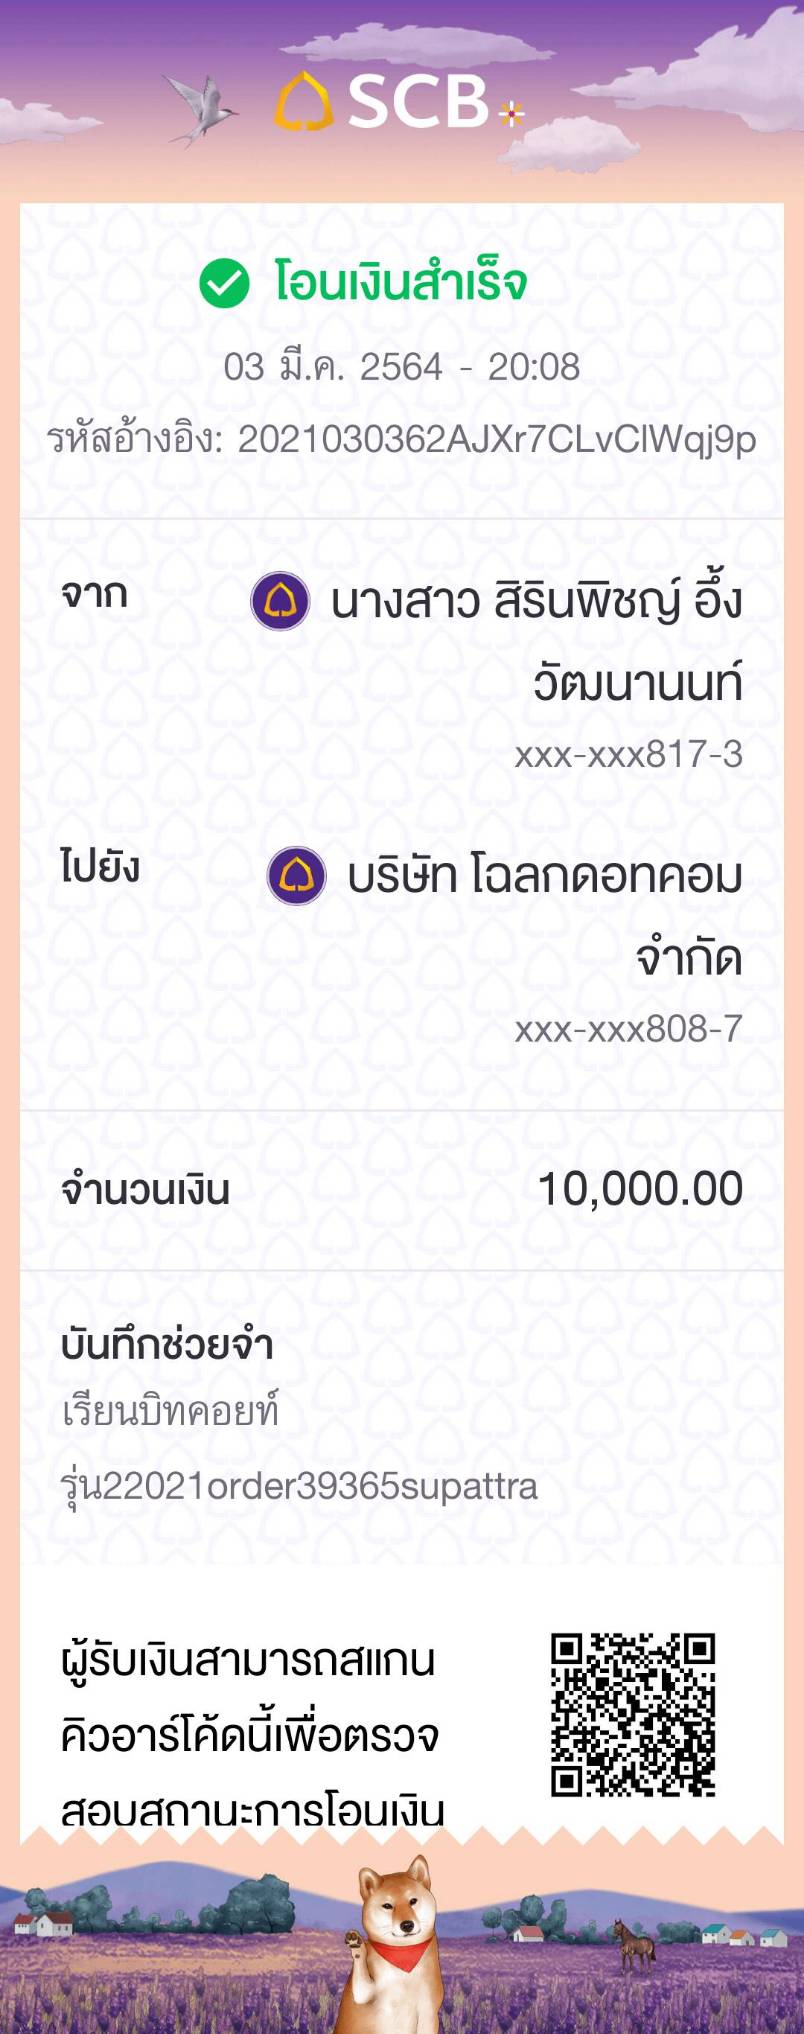 SCB
โอนเงินสำเร็จ
03 มี.ค. 2564 - 20:08
รหัสอ้างอิง: 2021030362AJXr7CLvClWqj9p
จาก
นางสาว สิรินพิชญ์ อึ้ง
วัฒนานนท์
xxx-xxx817-3
ไปยัง
บริษัท โฉลกดอทคอม
จำกัด
xxx-xxx808-7
จำนวนเงิน
10,000.00
บันทึกช่วยจำ
เรียนบิทคอยท์
รุ่น22021order39365supattra
ผู้รับเงินสามารถสแกน
คิวอาร์โค้ดนี้เพื่อตรวจ
สอบสถานะการโอนเงิน